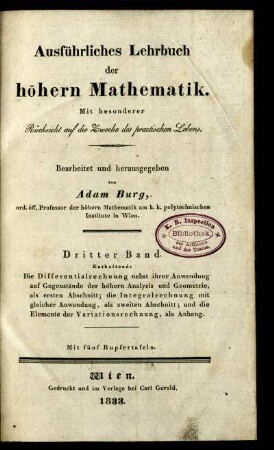 Ausführliches Lehrbuch
der
höhern Mathematik.
Mit besonderer
Rücksicht auf die Zwecke des practischen Lebens.
Bearbeitet und herausgegeben
von
Adam Burg,
ord. öff. Professor der höhern Mathematik am k. k. polytechnischen
Institute in Wien.
K. K. Inspection
Bibliothek
der Artillerie
Dritter Band.
Enthaltend:
Die Differentialrechnung nebst ihrer Anwendung
auf Gegenstände der höhern Analysis und Geometrie,
als ersten Abschnitt; die Integralrechnung mit
gleicher Anwendung, als zweiten Abschnitt; und die
Elemente der Variationsrechnung, als Anhang.
Mit fünf Kupfertafeln.
Wien.
Gedruckt und im Verlage bei Carl Gerold.
1833.